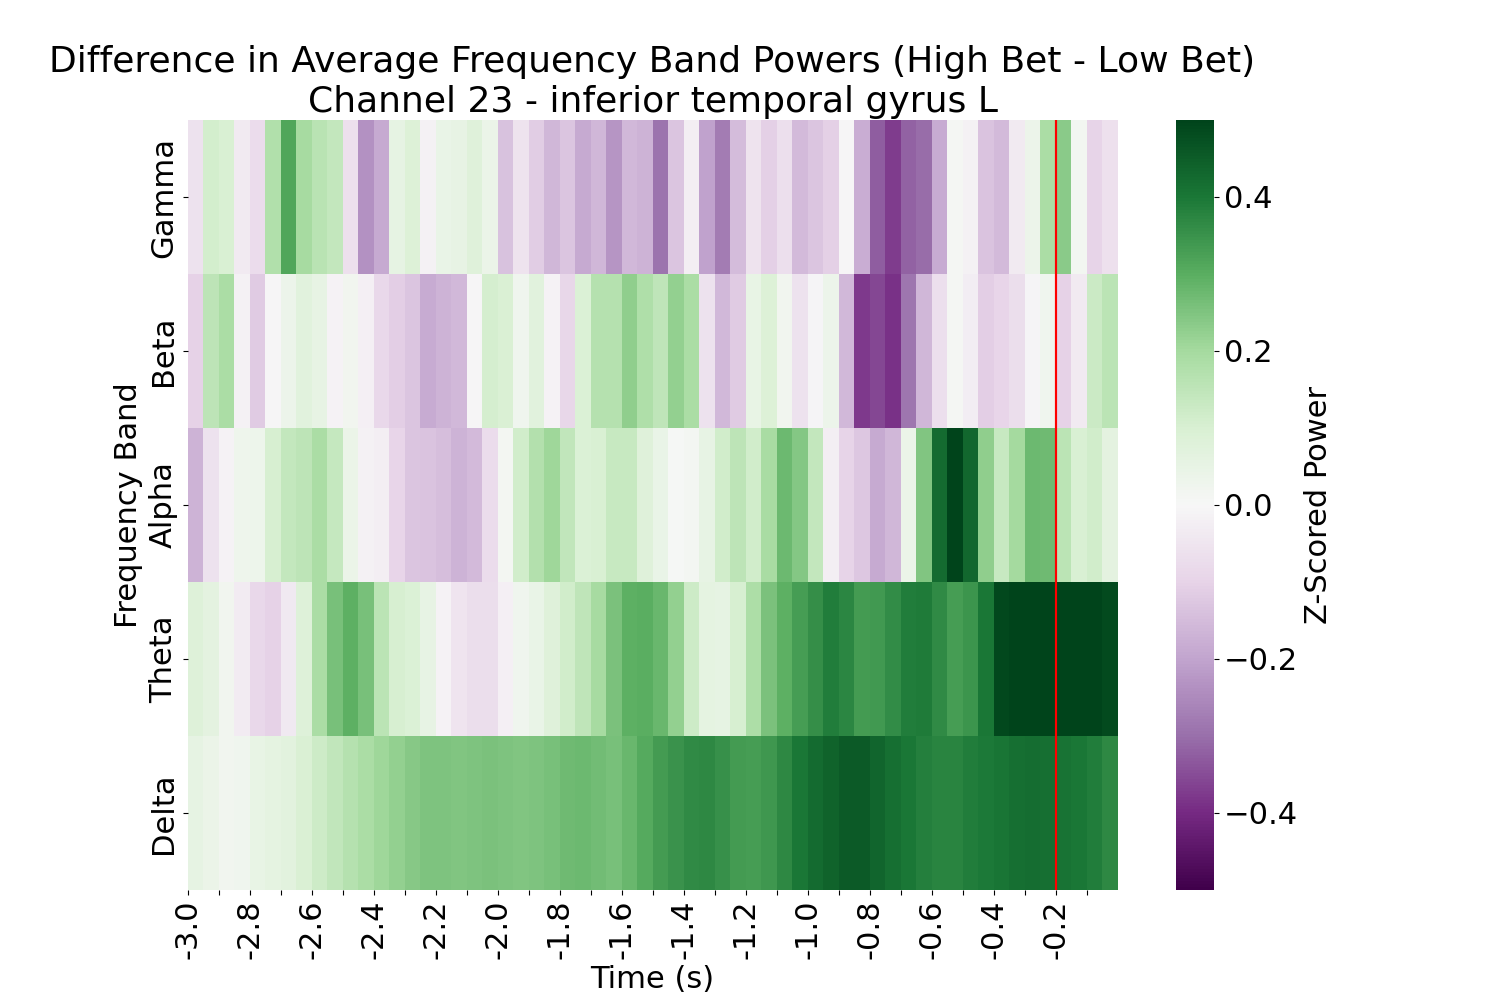 Difference in Average Frequency Band Powers (High Bet - Low Bet)
Channel 23 - inferior temporal gyrus L
Frequency Band
Gamma
Beta
Alpha
Theta
Delta
-3.0
-2.8
-2.6
-2.4
-2.2
-2.0
-1.8
-1.6
-1.4
-1.2
-1.0
-0.8
-0.6
-0.4
-0.2
Time (s)
0.4
0.2
0.0
−0.2
−0.4
Z-Scored Power